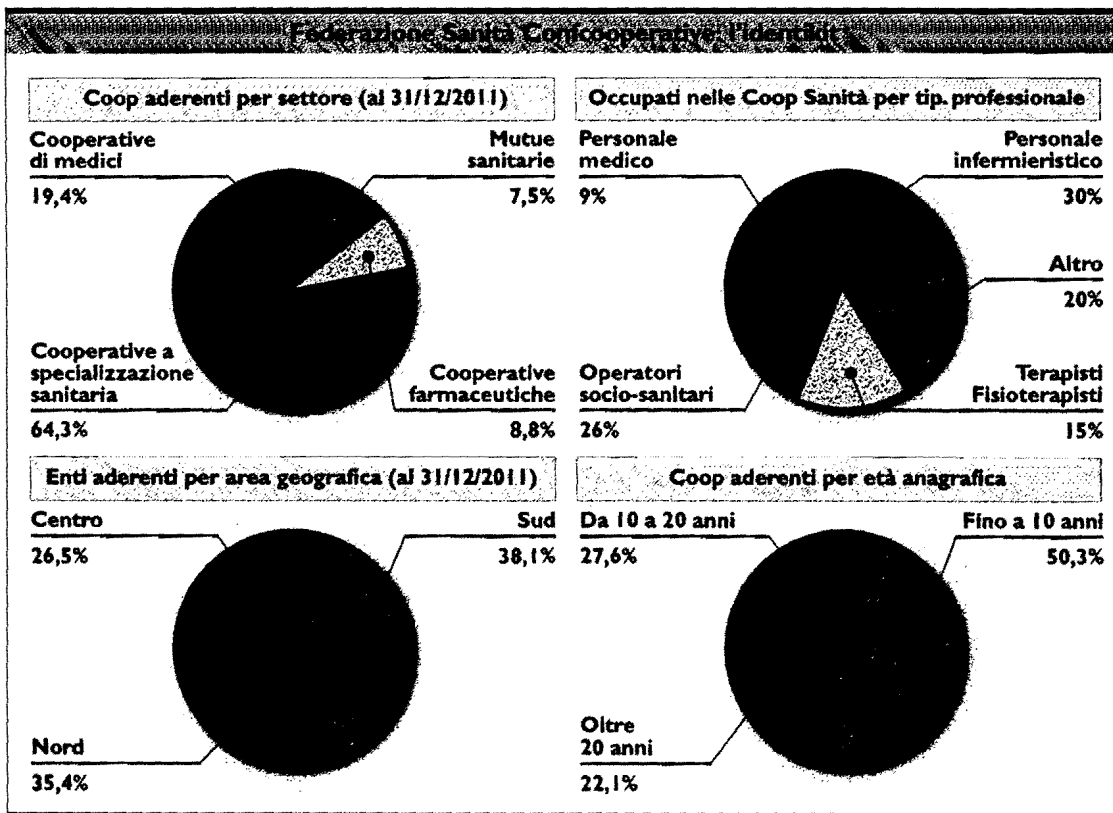 Federazione Sanità Confcooperative: l'identikit
Coop aderenti per settore (al 31/12/2011)
Cooperative
di medici
19,4%
Mutue
sanitarie
7,5%
Cooperative a
specializzazione
sanitaria
64,3%
Cooperative
farmaceutiche
8,8%
Occupati nelle Coop Sanità per tip. professionale
Personale
medico
9%
Personale
infermieristico
30%
Altro
20%
Operatori
socio-sanitari
26%
Terapisti
Fisioterapisti
15%
Enti aderenti per area geografica (al 31/12/2011)
Centro
26,5%
Sud
38,1%
Nord
35,4%
Coop aderenti per età anagrafica
Da 10 a 20 anni
27,6%
Fino a 10 anni
50,3%
Oltre
20 anni
22,1%